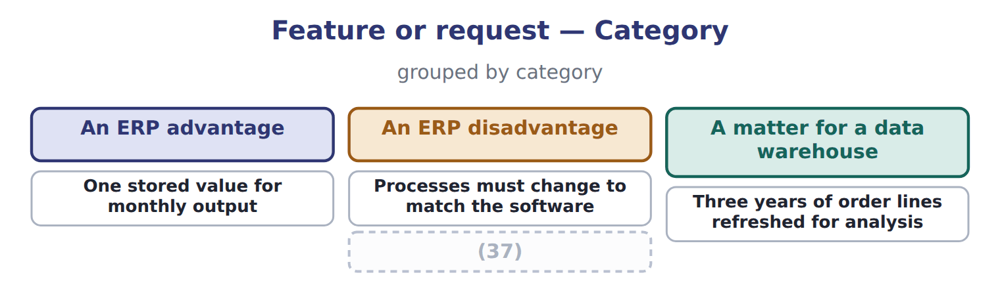 Feature or request — Category
grouped by category
An ERP advantage
One stored value for
monthly output
An ERP disadvantage
Processes must change to
match the software
(37)
A matter for a data
warehouse
Three years of order lines
refreshed for analysis